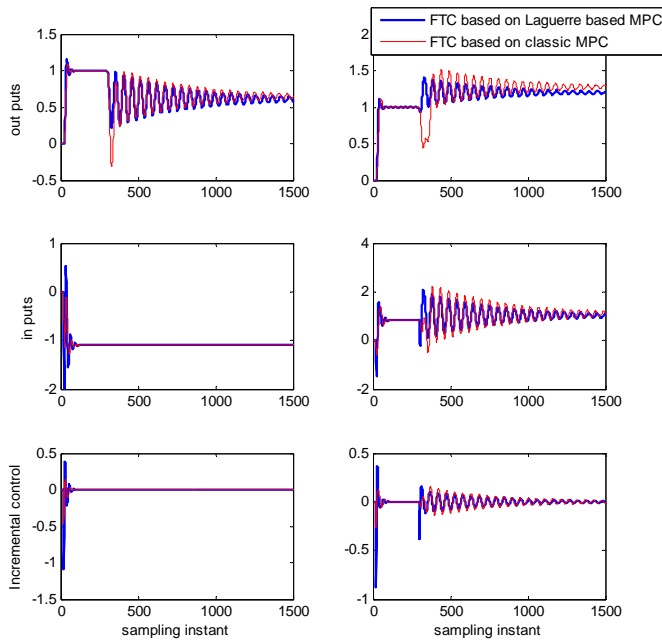 FTC based on Laguerre based MPC
FTC based on classic MPC
out puts
1.5
1
0.5
0
-0.5
0 500 1000 1500
2
1.5
1
0.5
0
0 500 1000 1500
in puts
1
0
-1
-2
0 500 1000 1500
4
2
0
-2
0 500 1000 1500
Incremental control
0.5
0
-0.5
-1
-1.5
0 500 1000 1500
sampling instant
0.5
0
-0.5
-1
0 500 1000 1500
sampling instant